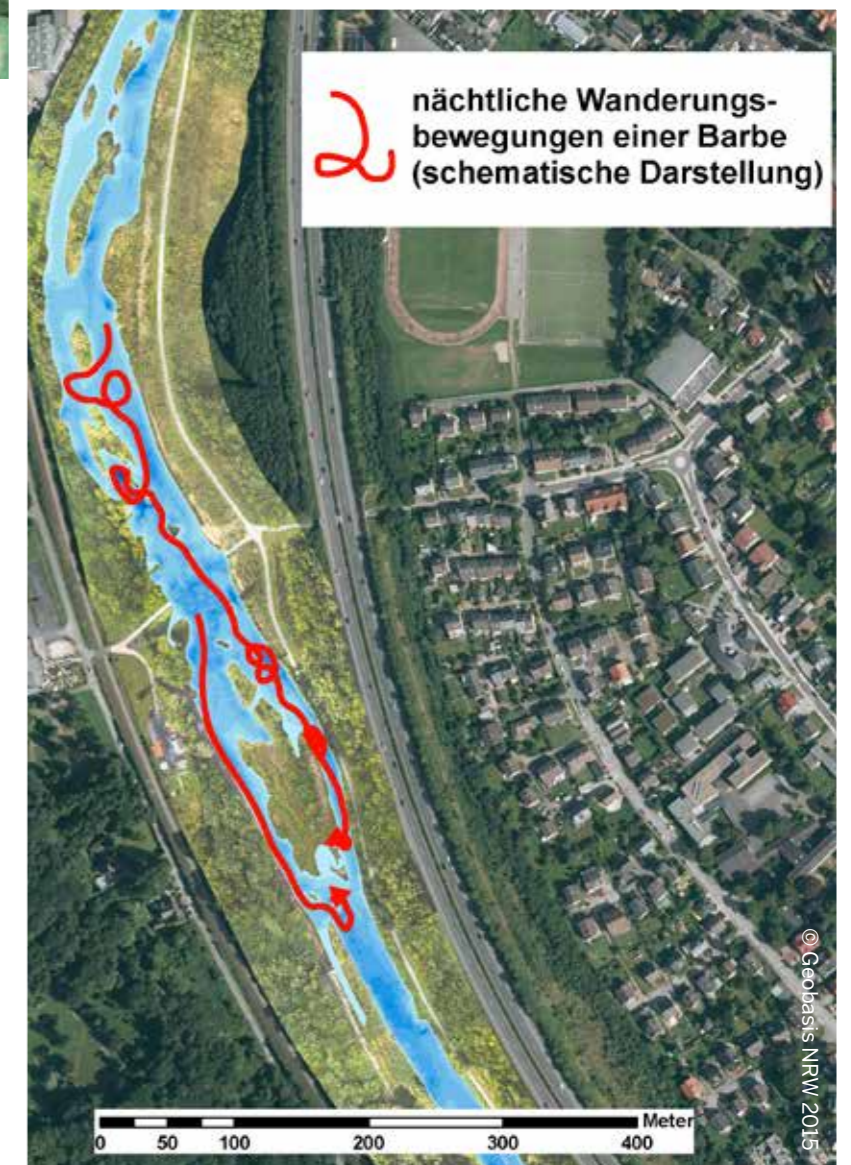 nächtliche Wanderungs-
bewegungen einer Barbe
(schematische Darstellung)
© Geobasis NRW 2015
Meter
0 50 100 200 300 400